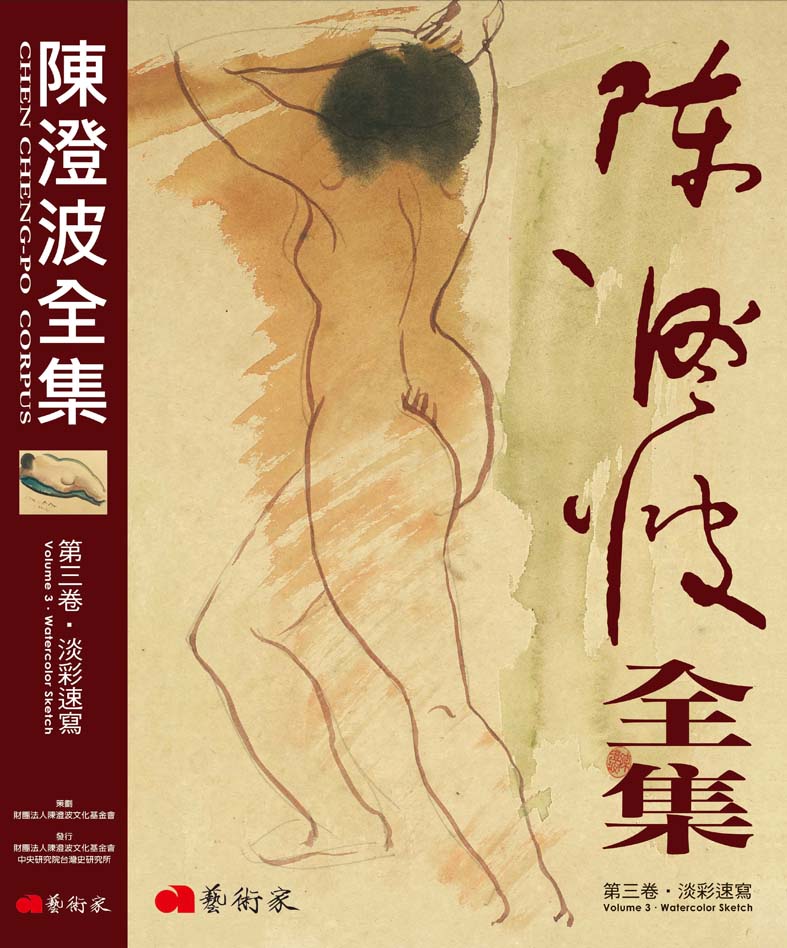 陳澄波全集
CHEN CHENG-PO CORPUS
第三�·淡彩速寫
Volume 3 · Watercolor Sketch
策劃
財團法人陳澄波文化基金會
發行
財團法人陳澄波文化基金會
中央研究院台灣史研究所
藝術家
陳澄波
全集
第三卷·淡彩速寫
Volume 3 · Watercolor Sketch
藝術家